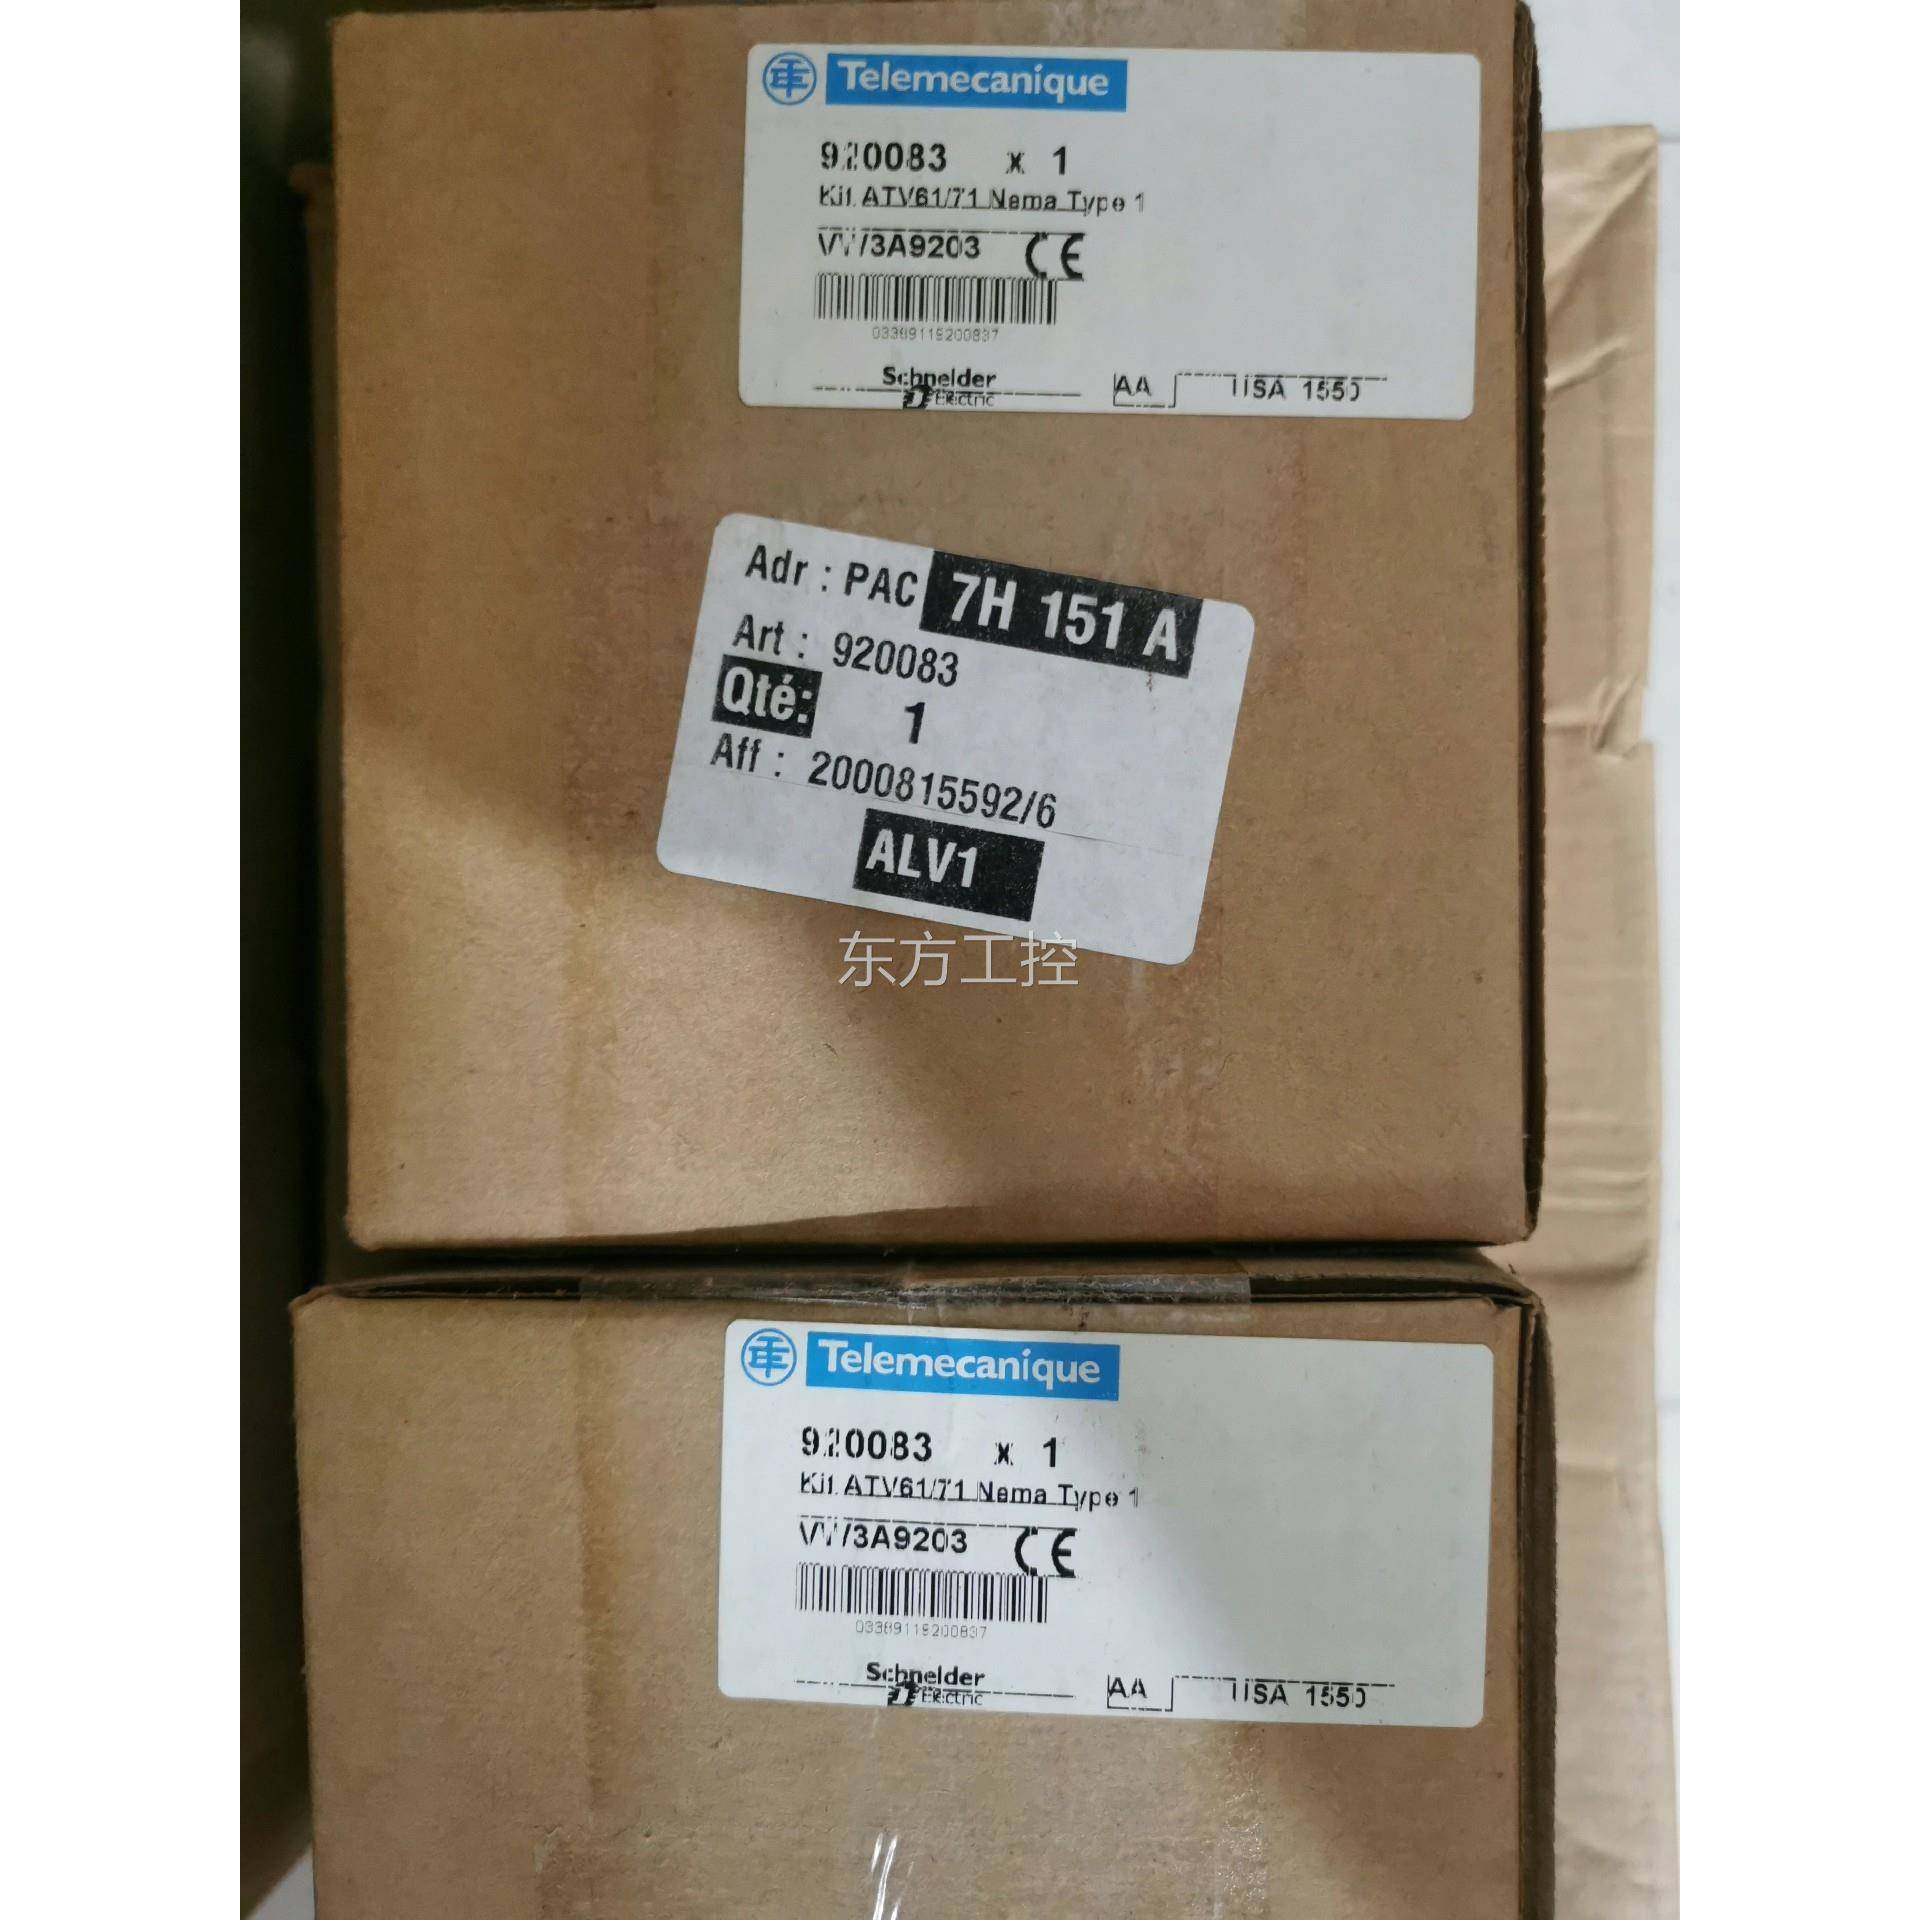 Telemecanique
920083 x 1
Kit ATV61/71 Nema Type 1
VW3A9203 CE
03389119200837
Schneider
Electric
AA USA 1550
Adr : PAC 7H 151 A
Art : 920083
Qté: 1
Aff : 2000815592/6
ALV1
东方工控
Telemecanique
920083 x 1
Kit ATV61/71 Nema Type 1
VW3A9203 CE
03389119200837
Schneider
Electric
AA USA 1550